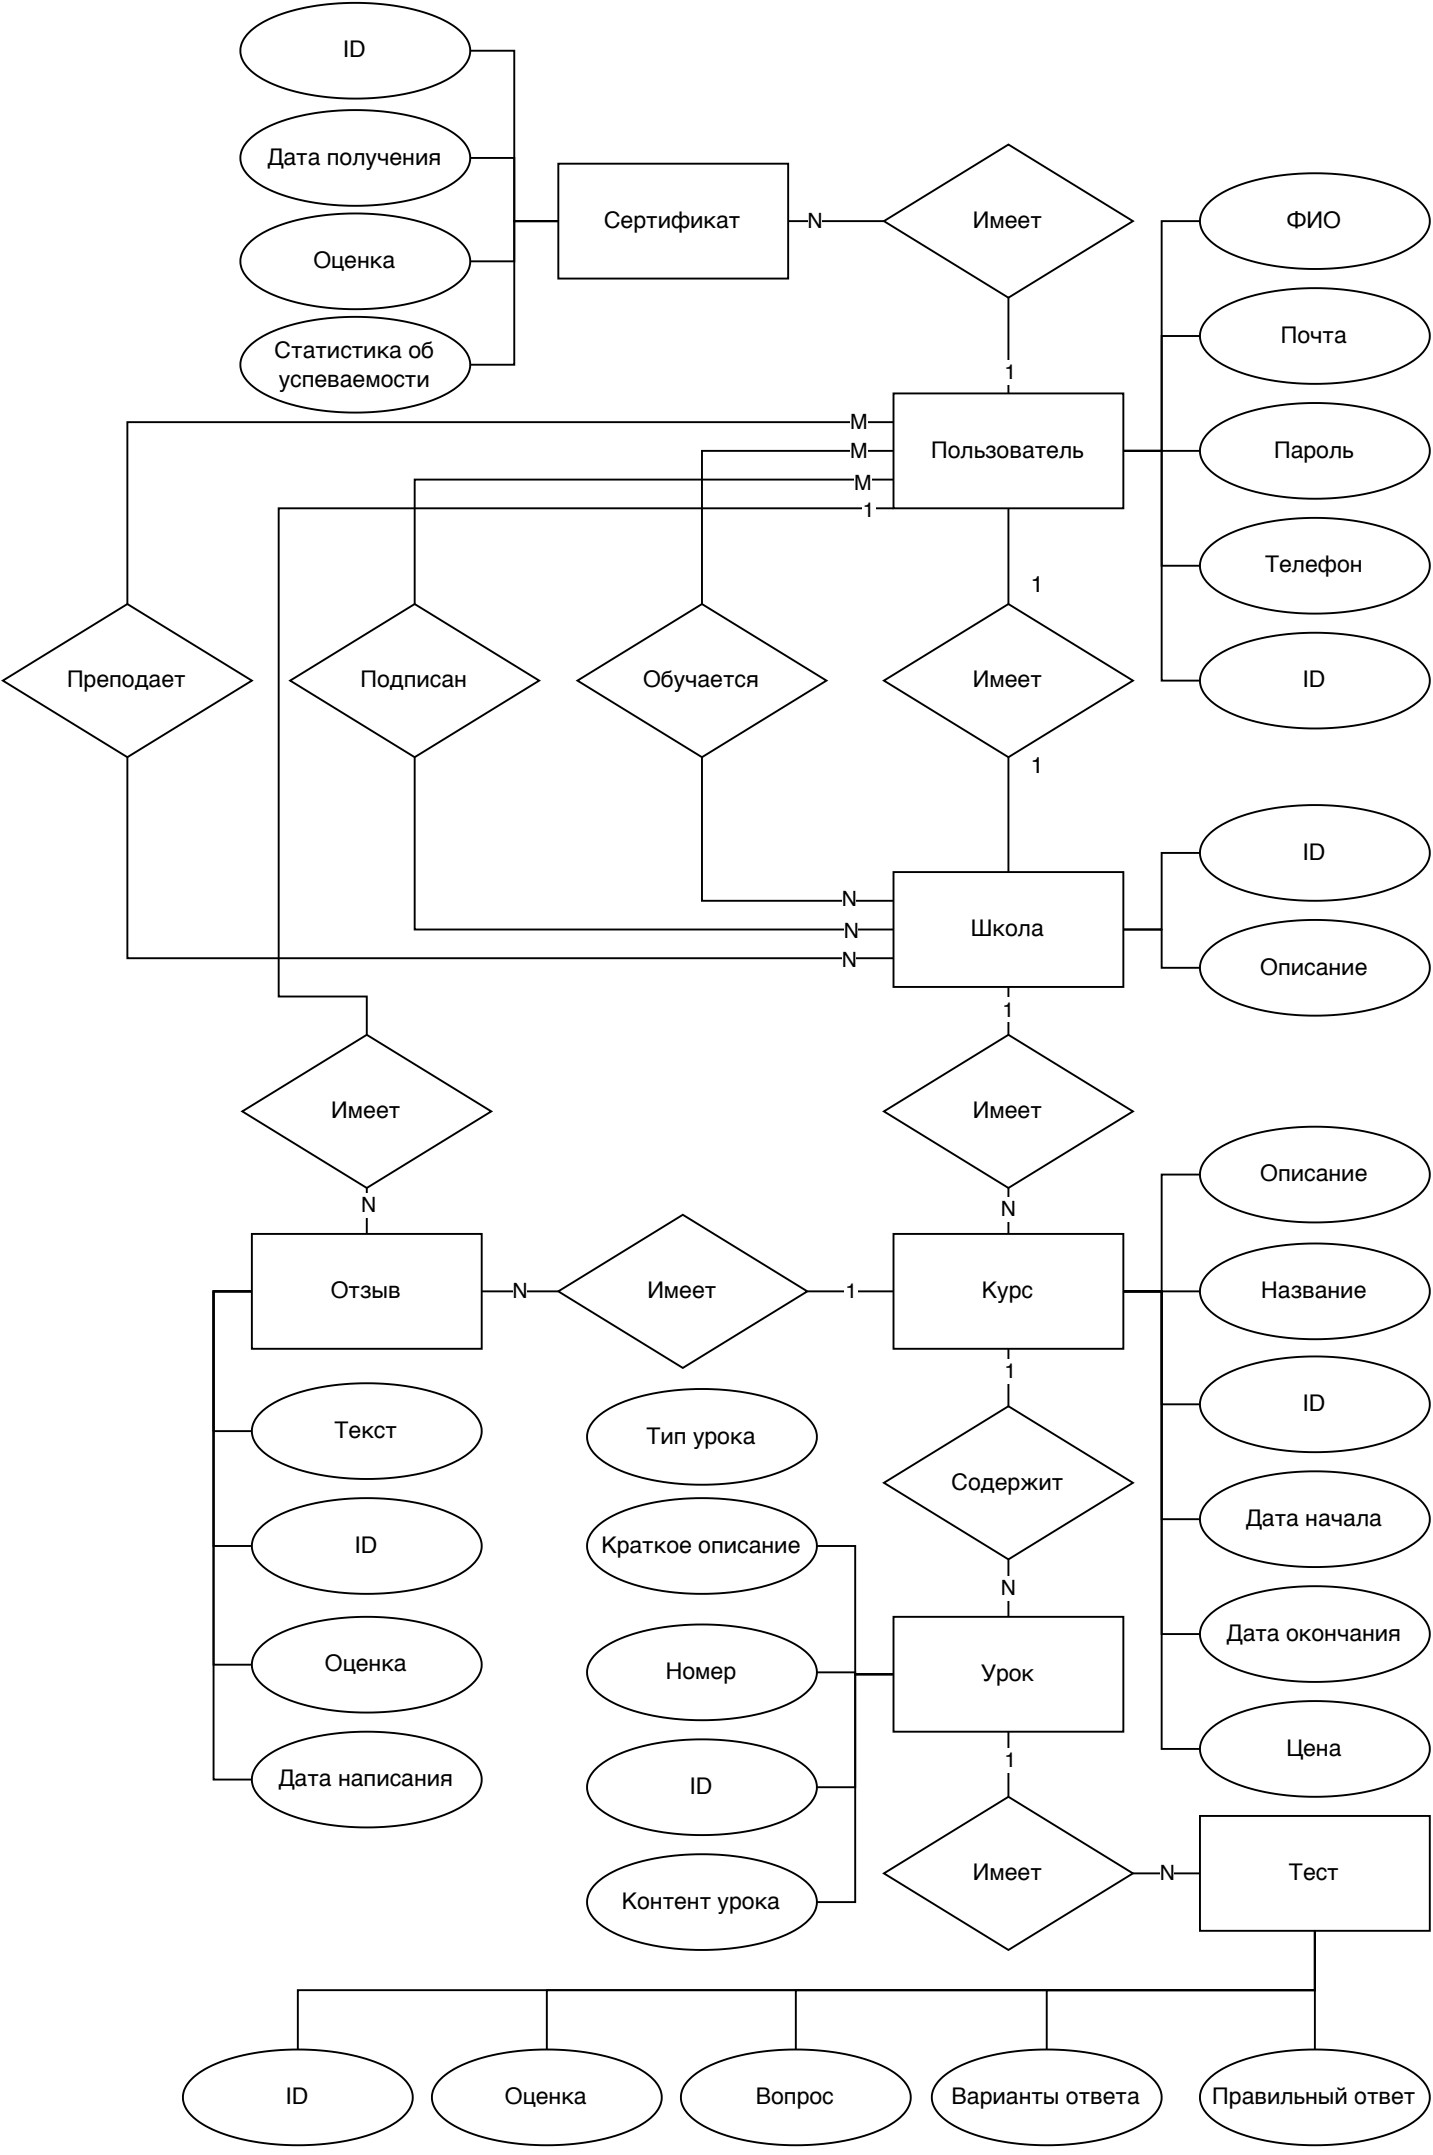 ID
Дата получения
Сертификат
N
Имеет
ФИО
Оценка
Почта
Статистика об
успеваемости
1
M
Пользователь
Пароль
M
M
1
Телефон
1
Преподает
Подписан
Обучается
Имеет
ID
1
ID
N
Школа
N
N
Описание
1
Имеет
Имеет
Описание
N
N
Отзыв
N
Имеет
1
Курс
Название
1
ID
Текст
Тип урока
Содержит
Дата начала
ID
Краткое описание
N
Дата окончания
Оценка
Номер
Урок
Цена
1
Дата написания
ID
Имеет
N
Тест
Контент урока
ID
Оценка
Вопрос
Варианты ответа
Правильный ответ